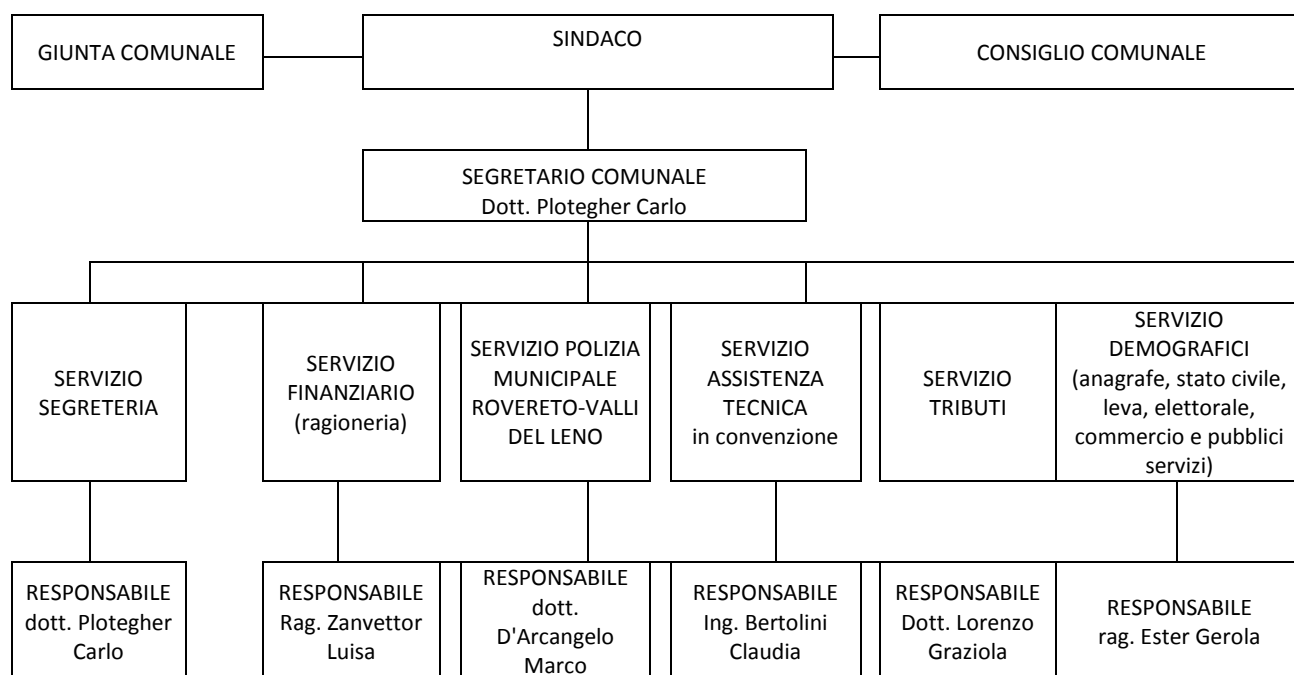 GIUNTA COMUNALE
SINDACO
CONSIGLIO COMUNALE
SEGRETARIO COMUNALE
Dott. Plotegher Carlo
SERVIZIO
SEGRETERIA
SERVIZIO
FINANZIARIO
(ragioneria)
SERVIZIO POLIZIA
MUNICIPALE
ROVERETO-VALLI
DEL LENO
SERVIZIO
ASSISTENZA
TECNICA
in convenzione
SERVIZIO
TRIBUTI
SERVIZIO
DEMOGRAFICI
(anagrafe, stato civile,
leva, elettorale,
commercio e pubblici
servizi)
RESPONSABILE
dott. Plotegher
Carlo
RESPONSABILE
Rag. Zanvettor
Luisa
RESPONSABILE
dott.
D'Arcangelo
Marco
RESPONSABILE
Ing. Bertolini
Claudia
RESPONSABILE
Dott. Lorenzo
Graziola
RESPONSABILE
rag. Ester Gerola